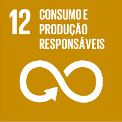 12 CONSUMO E
PRODUÇÃO
RESPONSÁVEIS